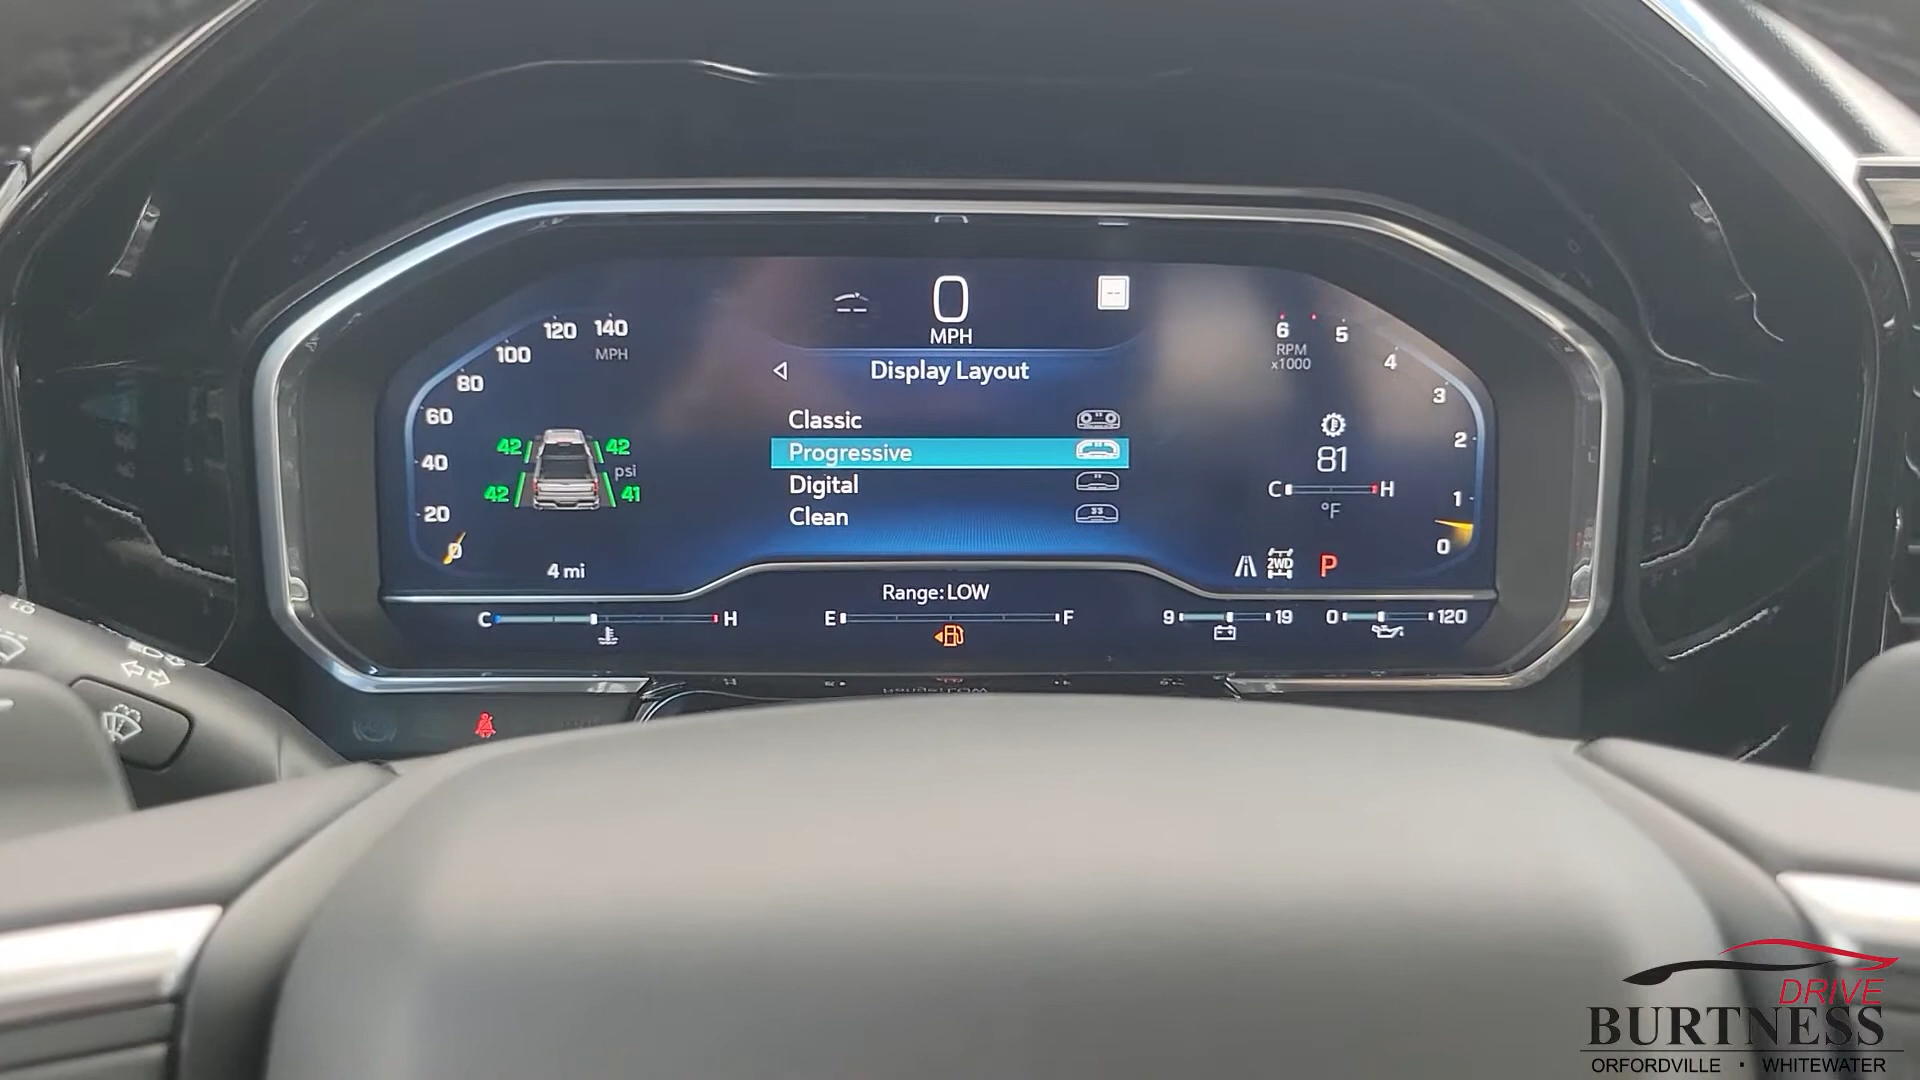 0
MPH
Display Layout
Classic
Progressive
Digital
Clean
120 140
MPH
100
80
60
40
20
0
42 42
psi
42 41
4 mi
6 5
RPM
x1000
4
3
2
1
0
81
C H
°F
2WD P
Range: LOW
C H
E F
9 19
0 120
DRIVE
BURTNESS
ORFORDVILLE • WHITEWATER